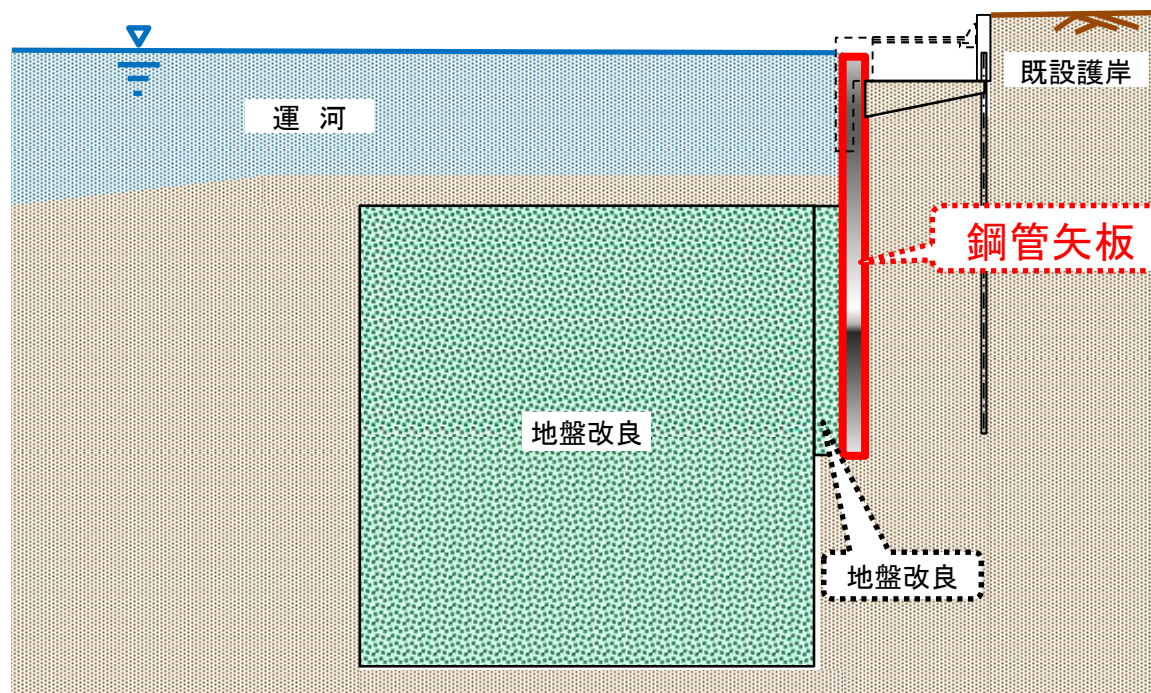 既設護岸
運 河
鋼管矢板
地盤改良
地盤改良